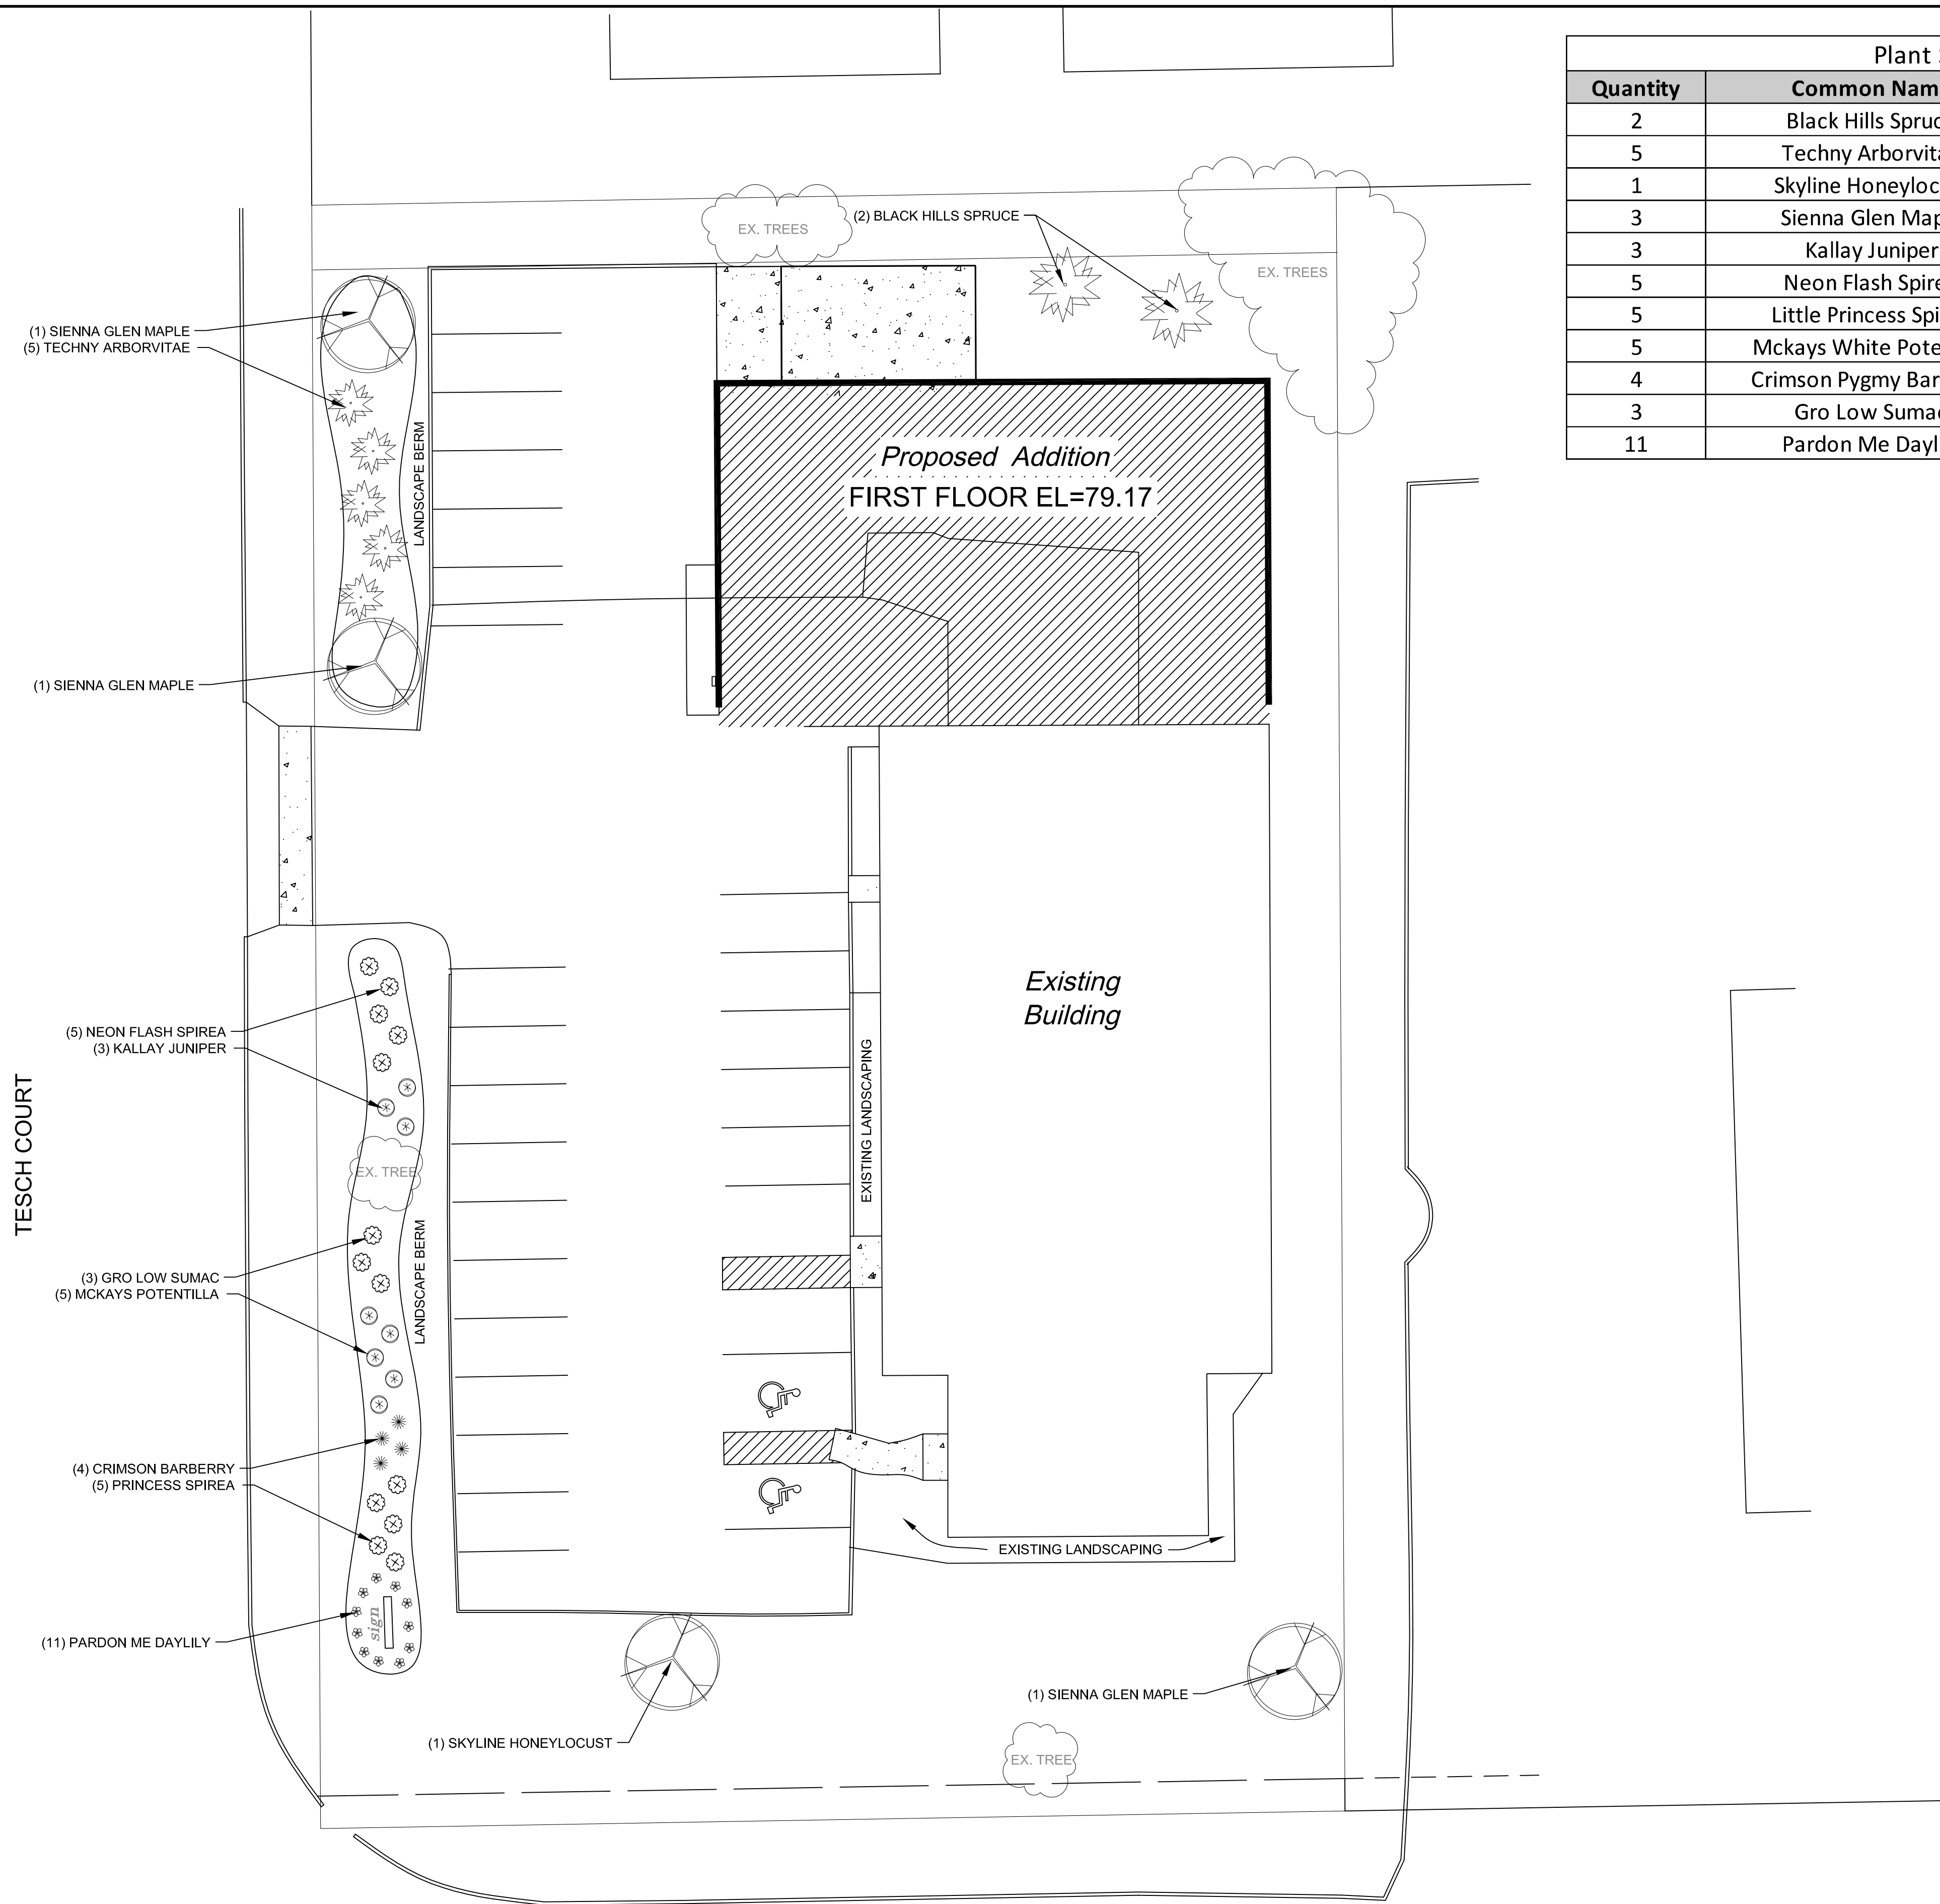 Plant
Quantity Common Nam
2 Black Hills Spruc
5 Techny Arborvita
1 Skyline Honeyloc
3 Sienna Glen Map
3 Kallay Juniper
5 Neon Flash Spire
5 Little Princess Spi
5 Mckays White Pote
4 Crimson Pygmy Bar
3 Gro Low Sumac
11 Pardon Me Dayl
EX. TREES
(2) BLACK HILLS SPRUCE
EX. TREES
(1) SIENNA GLEN MAPLE
(5) TECHNY ARBORVITAE
LANDSCAPE BERM
Proposed Addition
FIRST FLOOR EL=79.17
(1) SIENNA GLEN MAPLE
Existing
Building
(5) NEON FLASH SPIREA
(3) KALLAY JUNIPER
EXISTING LANDSCAPING
TESCH COURT
EX. TREE
LANDSCAPE BERM
(3) GRO LOW SUMAC
(5) MCKAYS POTENTILLA
(4) CRIMSON BARBERRY
(5) PRINCESS SPIREA
EXISTING LANDSCAPING
sign
(11) PARDON ME DAYLILY
(1) SIENNA GLEN MAPLE
(1) SKYLINE HONEYLOCUST
EX. TREE